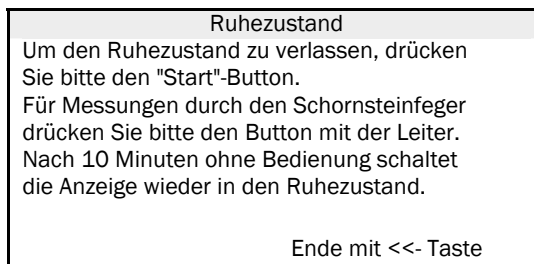 Ruhezustand
Um den Ruhezustand zu verlassen, drücken
Sie bitte den "Start"-Button.
Für Messungen durch den Schornsteinfeger
drücken Sie bitte den Button mit der Leiter.
Nach 10 Minuten ohne Bedienung schaltet
die Anzeige wieder in den Ruhezustand.
Ende mit <<- Taste